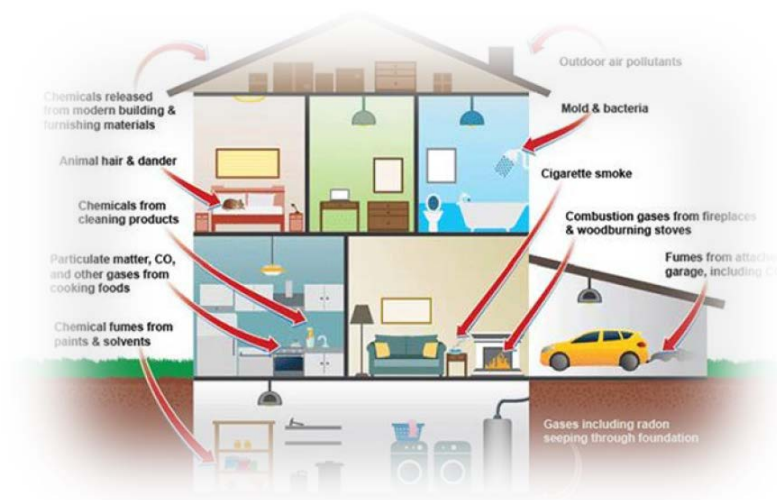 Outdoor air pollutants
Chemicals released
from modern building &
furnishing materials
Mold & bacteria
Animal hair & dander
Cigarette smoke
Chemicals from
cleaning products
Combustion gases from fireplaces
& woodburning stoves
Particulate matter, CO,
and other gases from
cooking foods
Fumes from
garage, including
Chemical fumes from
paints & solvents
Gases including radon
seeping through foundation